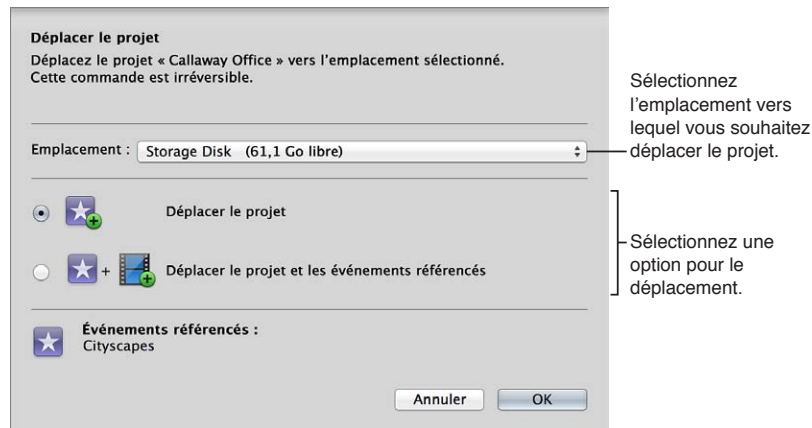 Déplacer le projet
Déplacez le projet « Callaway Office » vers l'emplacement sélectionné.
Cette commande est irréversible.
Emplacement : Storage Disk (61,1 Go libre)
Sélectionnez
l'emplacement vers
lequel vous souhaitez
déplacer le projet.
Déplacer le projet
+ Déplacer le projet et les événements référencés
Sélectionnez une
option pour le
déplacement.
Événements référencés :
Cityscapes
Annuler OK